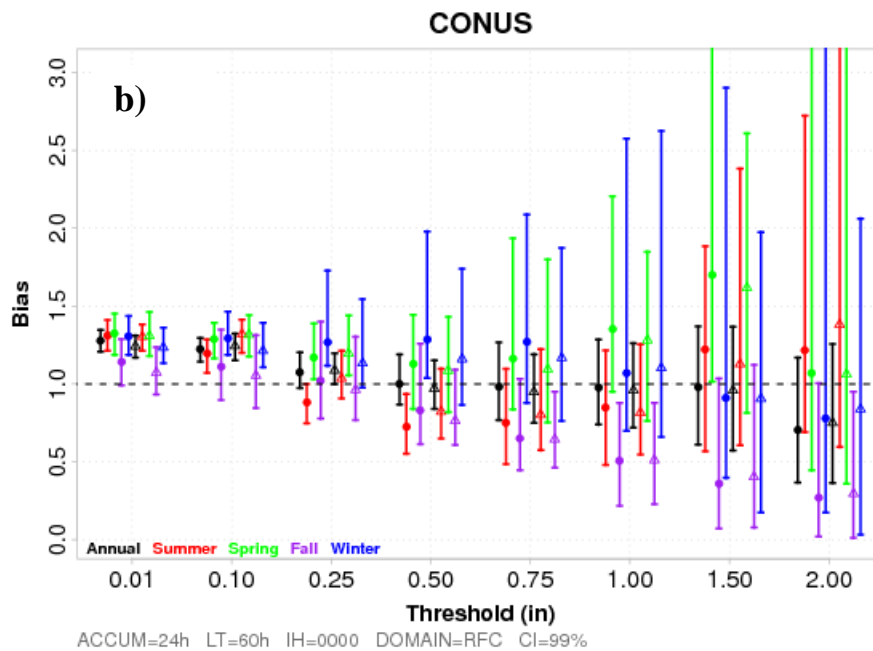 CONUS
b)
3.0
2.5
2.0
1.5
1.0
0.5
0.0
Bias
Annual Summer Spring Fall Winter
0.01 0.10 0.25 0.50 0.75 1.00 1.50 2.00
Threshold (in)
ACCUM=24h LT=60h IH=0000 DOMAIN=RFC CI=99%